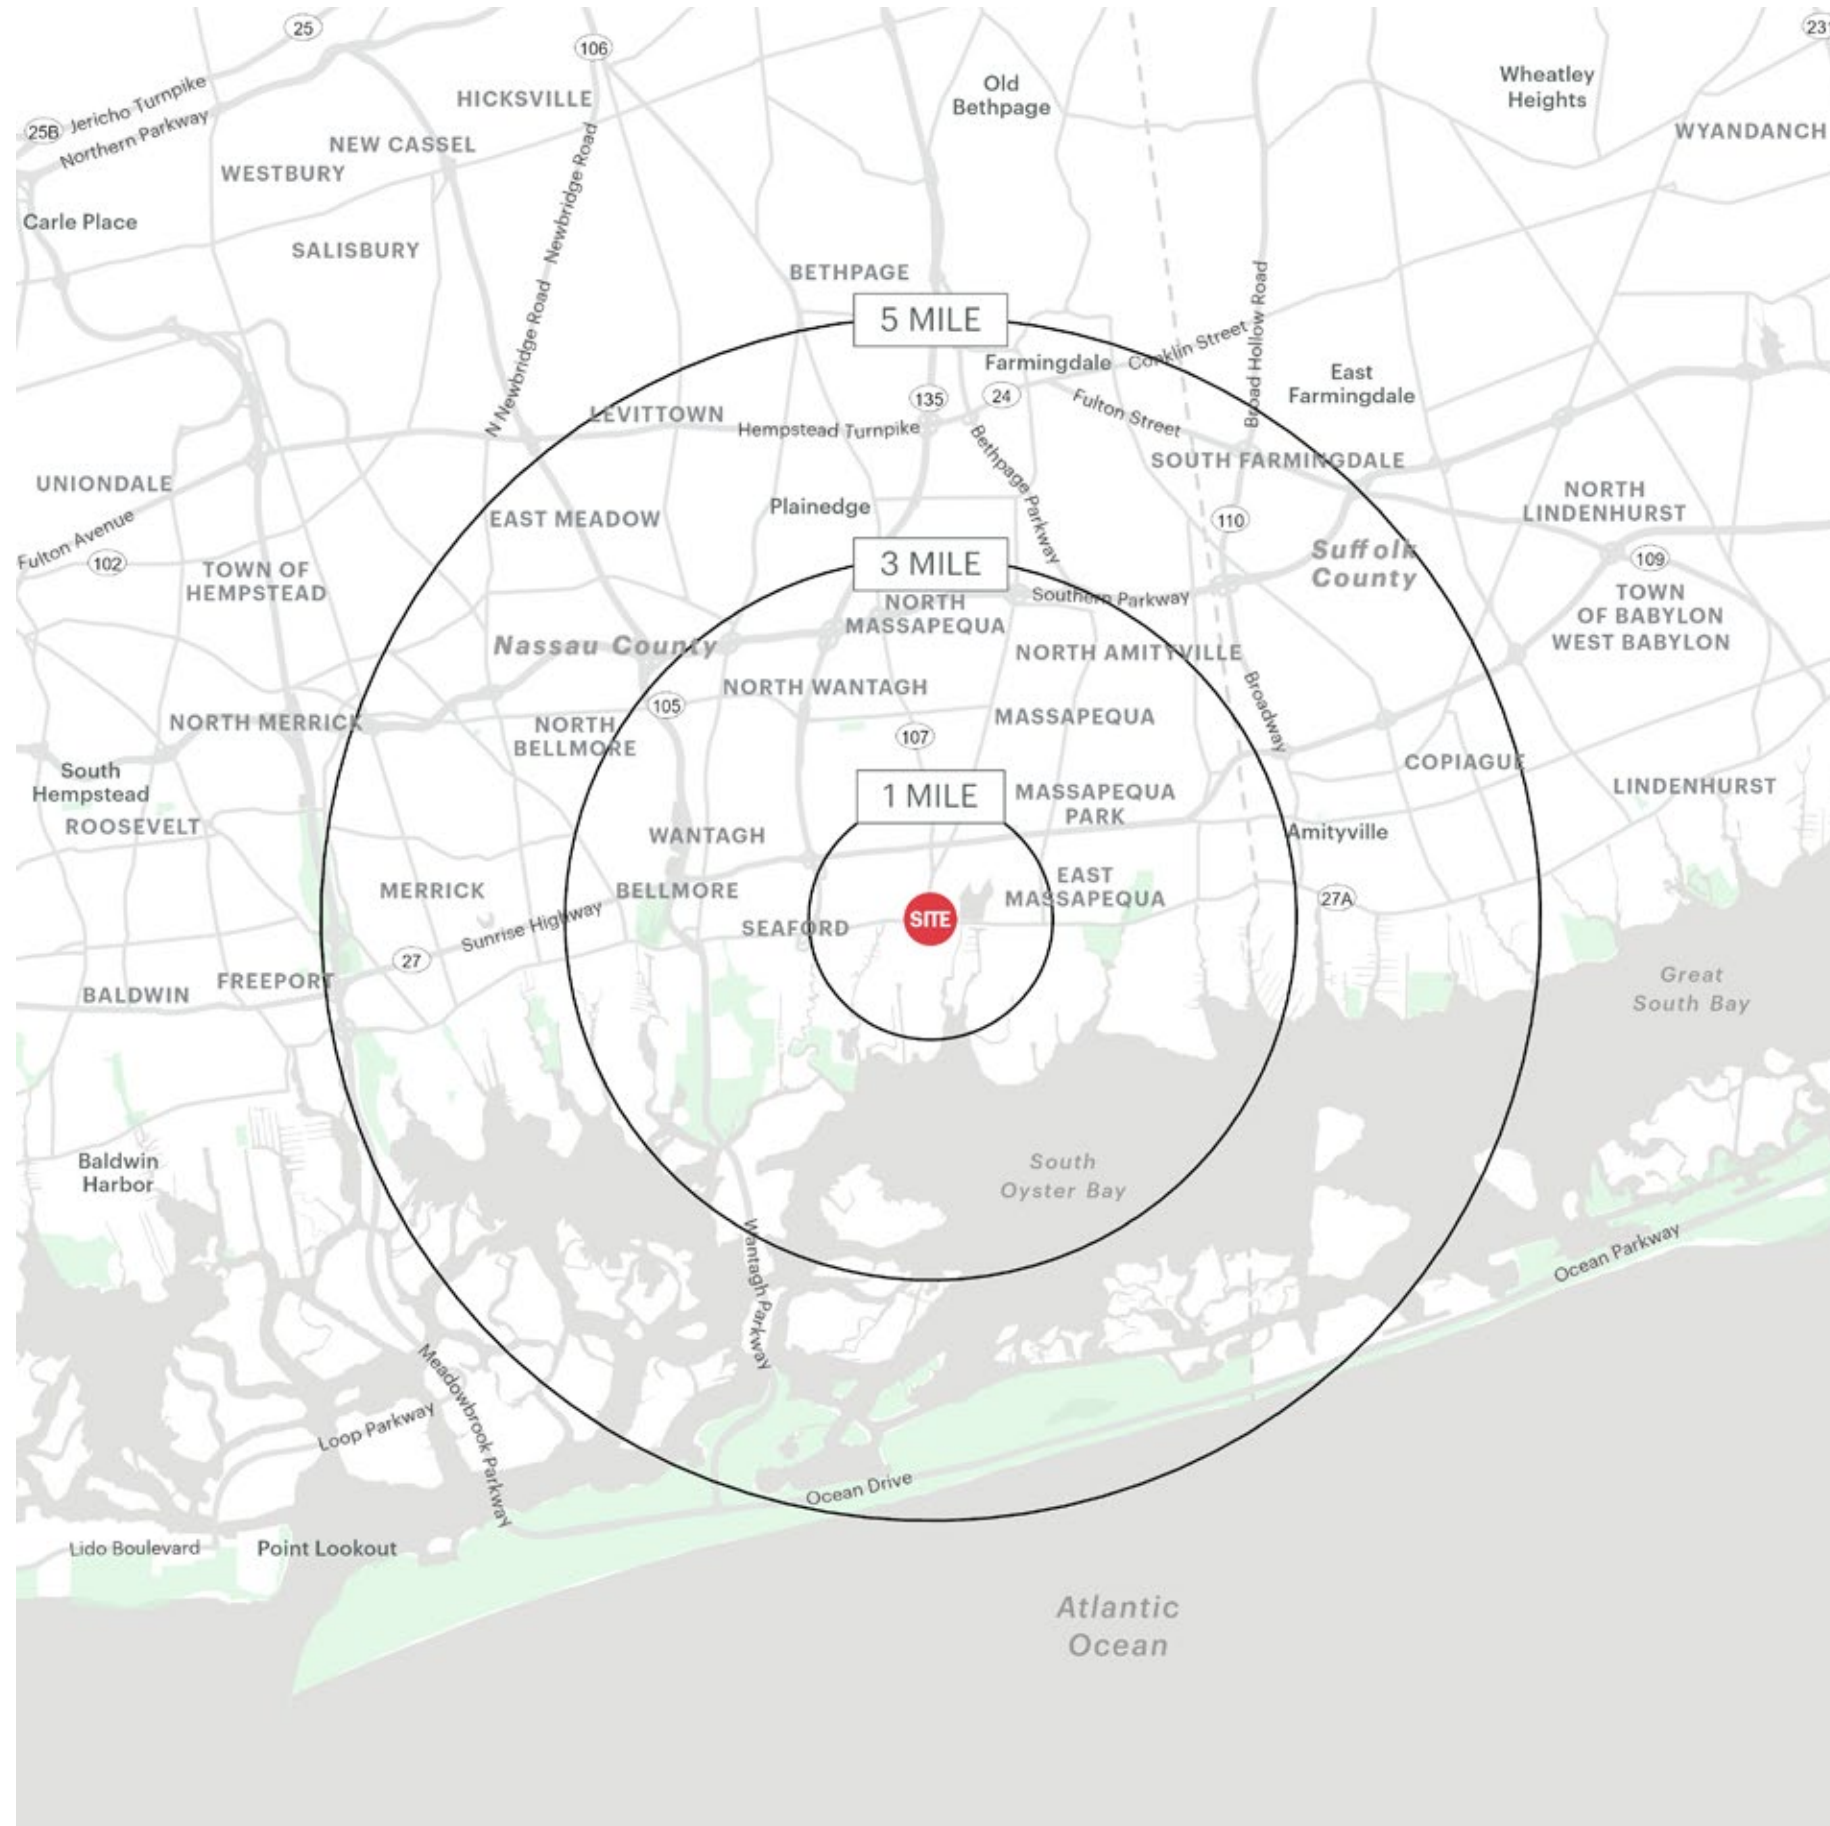 25
106
231
Old
Bethpage
Wheatley
Heights
HICKSVILLE
Jericho Turnpike
25B
Northern Parkway
NEW CASSEL
WESTBURY
WYANDANCH
Newbridge Road
Carle Place
SALISBURY
BETHPAGE
N Newbridge Road
Broad Hollow Road
5 MILE
Farmingdale
Conklin Street
East
Farmingdale
135
24
LEVITTOWN
Hempstead Turnpike
Fulton Street
Bethpage Parkway
SOUTH FARMINGDALE
UNIONDALE
Plainedge
EAST MEADOW
110
NORTH
LINDENHURST
Fulton Avenue
102
TOWN OF
HEMPSTEAD
3 MILE
Suffolk
County
109
NORTH
MASSAPEQUA
Southern Parkway
TOWN
OF BABYLON
WEST BABYLON
Nassau County
NORTH AMITYVILLE
NORTH WANTAGH
105
Broadway
NORTH MERRICK
NORTH
BELLMORE
MASSAPEQUA
107
COPIAGUE
South
Hempstead
LINDENHURST
1 MILE
MASSAPEQUA
PARK
ROOSEVELT
WANTAGH
Amityville
MERRICK
BELLMORE
EAST
MASSAPEQUA
27A
Sunrise Highway
SEAFORD
SITE
27
FREEPORT
BALDWIN
Great
South Bay
Baldwin
Harbor
South
Oyster Bay
Wantagh Parkway
Ocean Parkway
Meadowbrook Parkway
Loop Parkway
Ocean Drive
Lido Boulevard
Point Lookout
Atlantic
Ocean